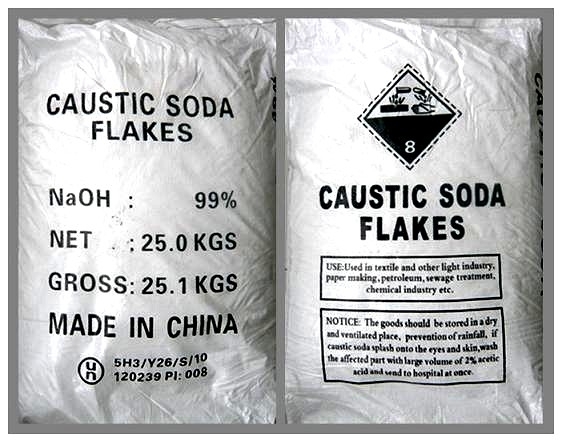 CAUSTIC SODA
FLAKES
NaOH : 99%
NET : 25.0 KGS
GROSS: 25.1 KGS
MADE IN CHINA
UN
5H3/Y26/S/10
120239 PI: 008
8
CAUSTIC SODA
FLAKES
USE:Used in textile and other light industry,
paper making,petroleum, sewage treatment,
chemical industry etc.
NOTICE: The goods should be stored in a dry
and ventilated place, prevention of rainfall, if
caustic soda splash onto the eyes and skin,wash
the affected part with large volume of 2% acetic
acid and send to hospital at once.